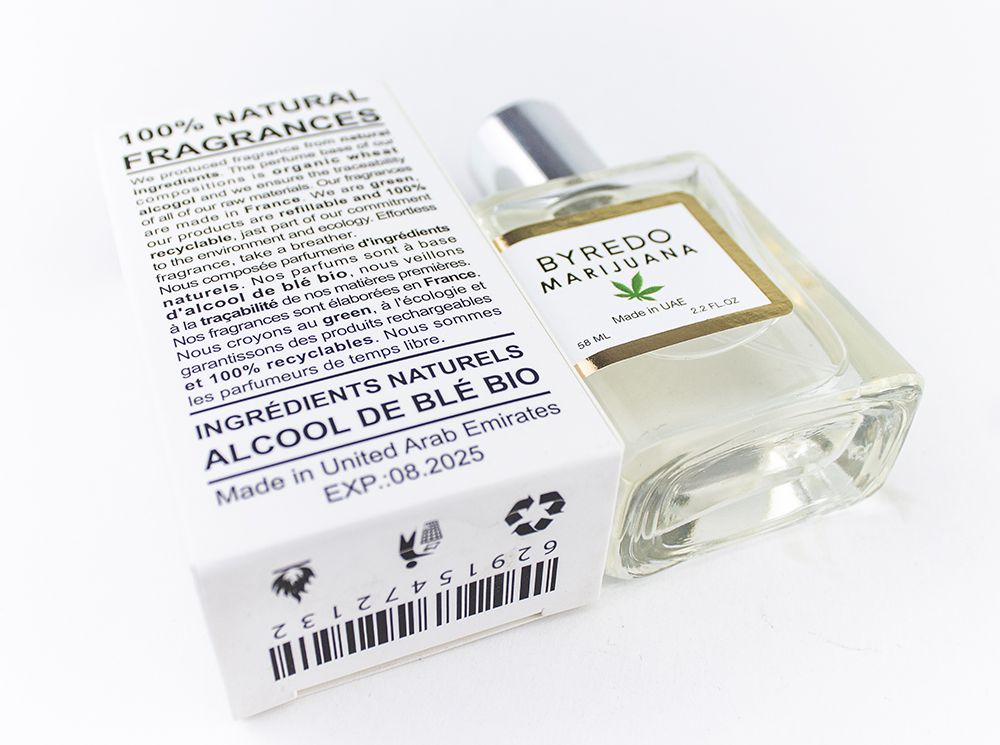 100% NATURAL
FRAGRANCES
We produced fragrance from natural
ingredients. The perfume base of our
compositions is organic wheat
alcogol and we ensure the traceability
of all of our raw materials. Our fragrances
are made in France. We are green,
our products are refillable and 100%
recyclable, jast part of our commitment
to the environment and ecology. Effortless
fragrance, take a breather.
Nous composée parfumerie d'ingrédients
naturels. Nos parfums sont à base
d'alcool de blé bio, nous veillons
à la traçabilité de nos matières premières.
Nos fragrances sont élaborées en France.
Nous croyons au green, à l'écologie et
garantissons des produits rechargeables
et 100% recyclables. Nous sommes
les parfumeurs de temps libre.
INGRÉDIENTS NATURELS
ALCOOL DE BLÉ BIO
Made in United Arab Emirates
EXP.:08.2025
62915472132
BYREDO
MARIJUANA
Made in UAE
58 ML 2.2 FL.OZ